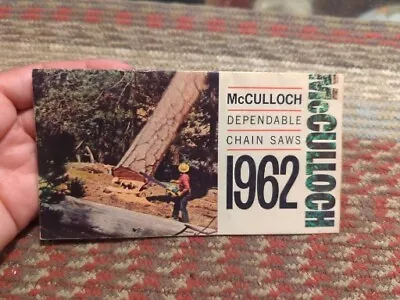 McCULLOCH
DEPENDABLE
CHAIN SAWS
1962
McCULLOCH